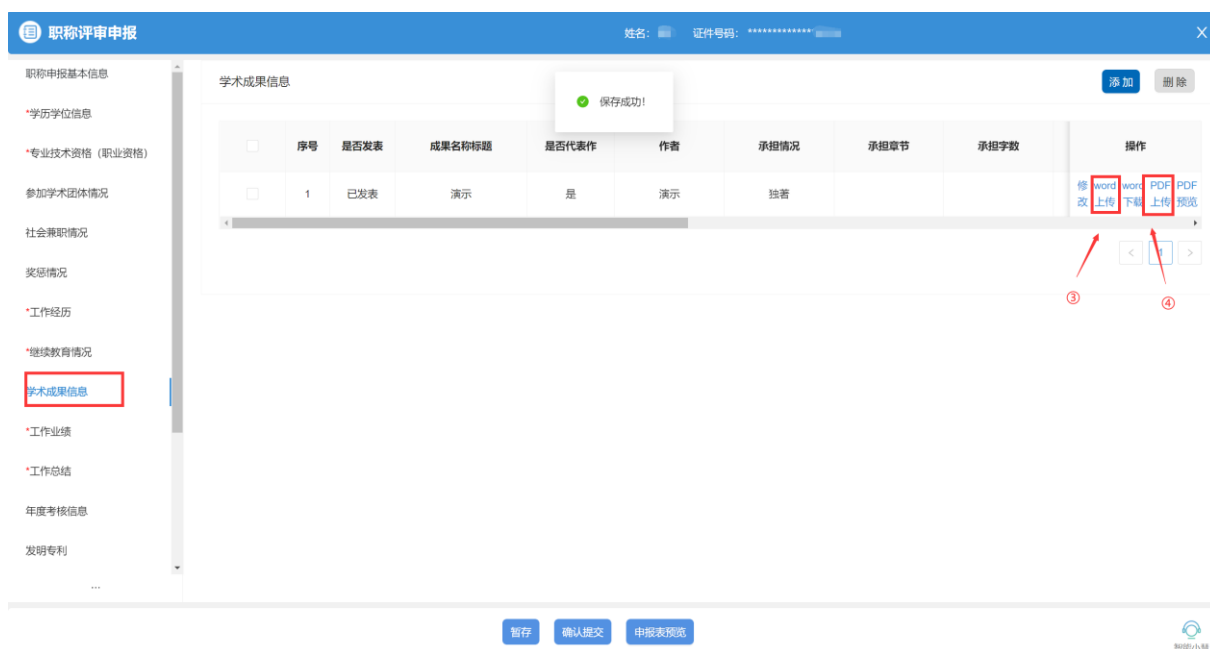 职称评审申报 姓名: 证件号码: ************* X
职称申报基本信息
*学历学位信息
*专业技术资格（职业资格）
参加学术团体情况
社会兼职情况
奖惩情况
*工作经历
*继续教育情况
学术成果信息
*工作业绩
*工作总结
年度考核信息
发明专利
...
学术成果信息 添加 删除
保存成功!
序号 是否发表 成果名称标题 是否代表作 作者 承担情况 承担章节 承担字数 操作
1 已发表 演示 是 演示 独著 修改 word上传 word下载 PDF上传 PDF预览
< 1 >
③ ④
暂存 确认提交 申报表预览